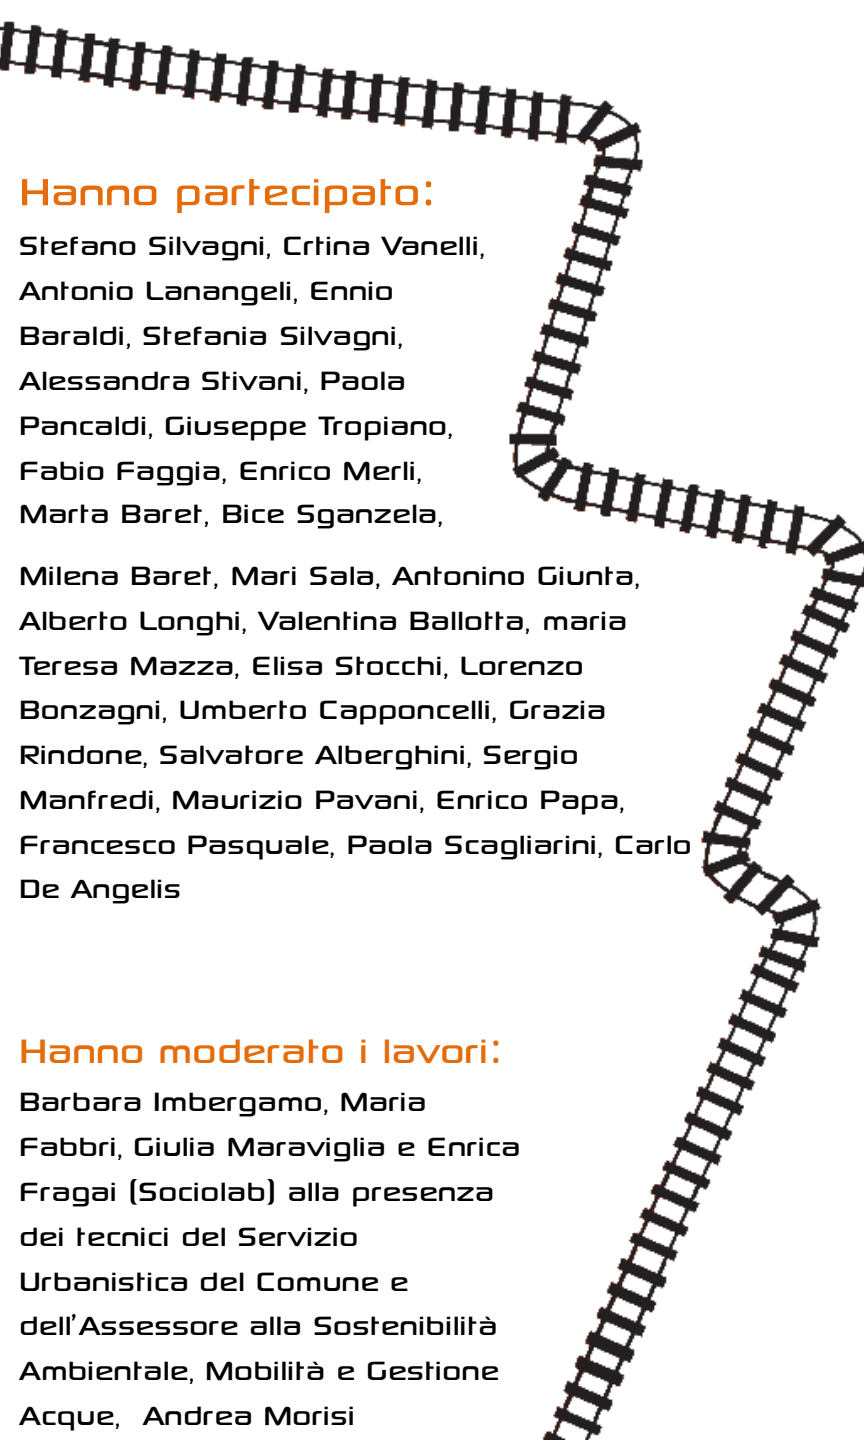 Hanno partecipato:
Stefano Silvagni, Crtina Vanelli,
Antonio Lanangeli, Ennio
Baraldi, Stefania Silvagni,
Alessandra Stivani, Paola
Pancaldi, Giuseppe Tropiano,
Fabio Faggia, Enrico Merli,
Marta Baret, Bice Sganzela,
Milena Baret, Mari Sala, Antonino Giunta,
Alberto Longhi, Valentina Ballotta, maria
Teresa Mazza, Elisa Stocchi, Lorenzo
Bonzagni, Umberto Capponcelli, Grazia
Rindone, Salvatore Alberghini, Sergio
Manfredi, Maurizio Pavani, Enrico Papa,
Francesco Pasquale, Paola Scagliarini, Carlo
De Angelis
Hanno moderato i lavori:
Barbara Imbergamo, Maria
Fabbri, Giulia Maraviglia e Enrica
Fragai (Sociolab) alla presenza
dei tecnici del Servizio
Urbanistica del Comune e
dell'Assessore alla Sostenibilità
Ambientale, Mobilità e Gestione
Acque,  Andrea Morisi